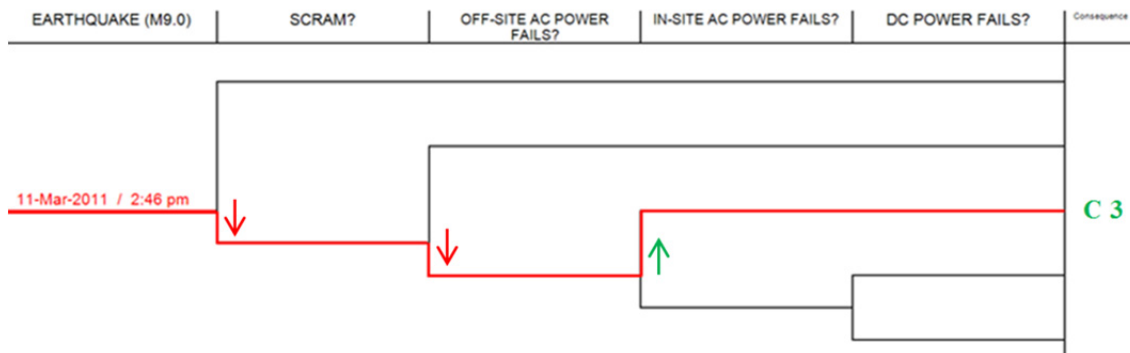 EARTHQUAKE (M9.0)
SCRAM?
OFF-SITE AC POWER
FAILS?
IN-SITE AC POWER FAILS?
DC POWER FAILS?
Consequence
11-Mar-2011 / 2:46 pm
C 3